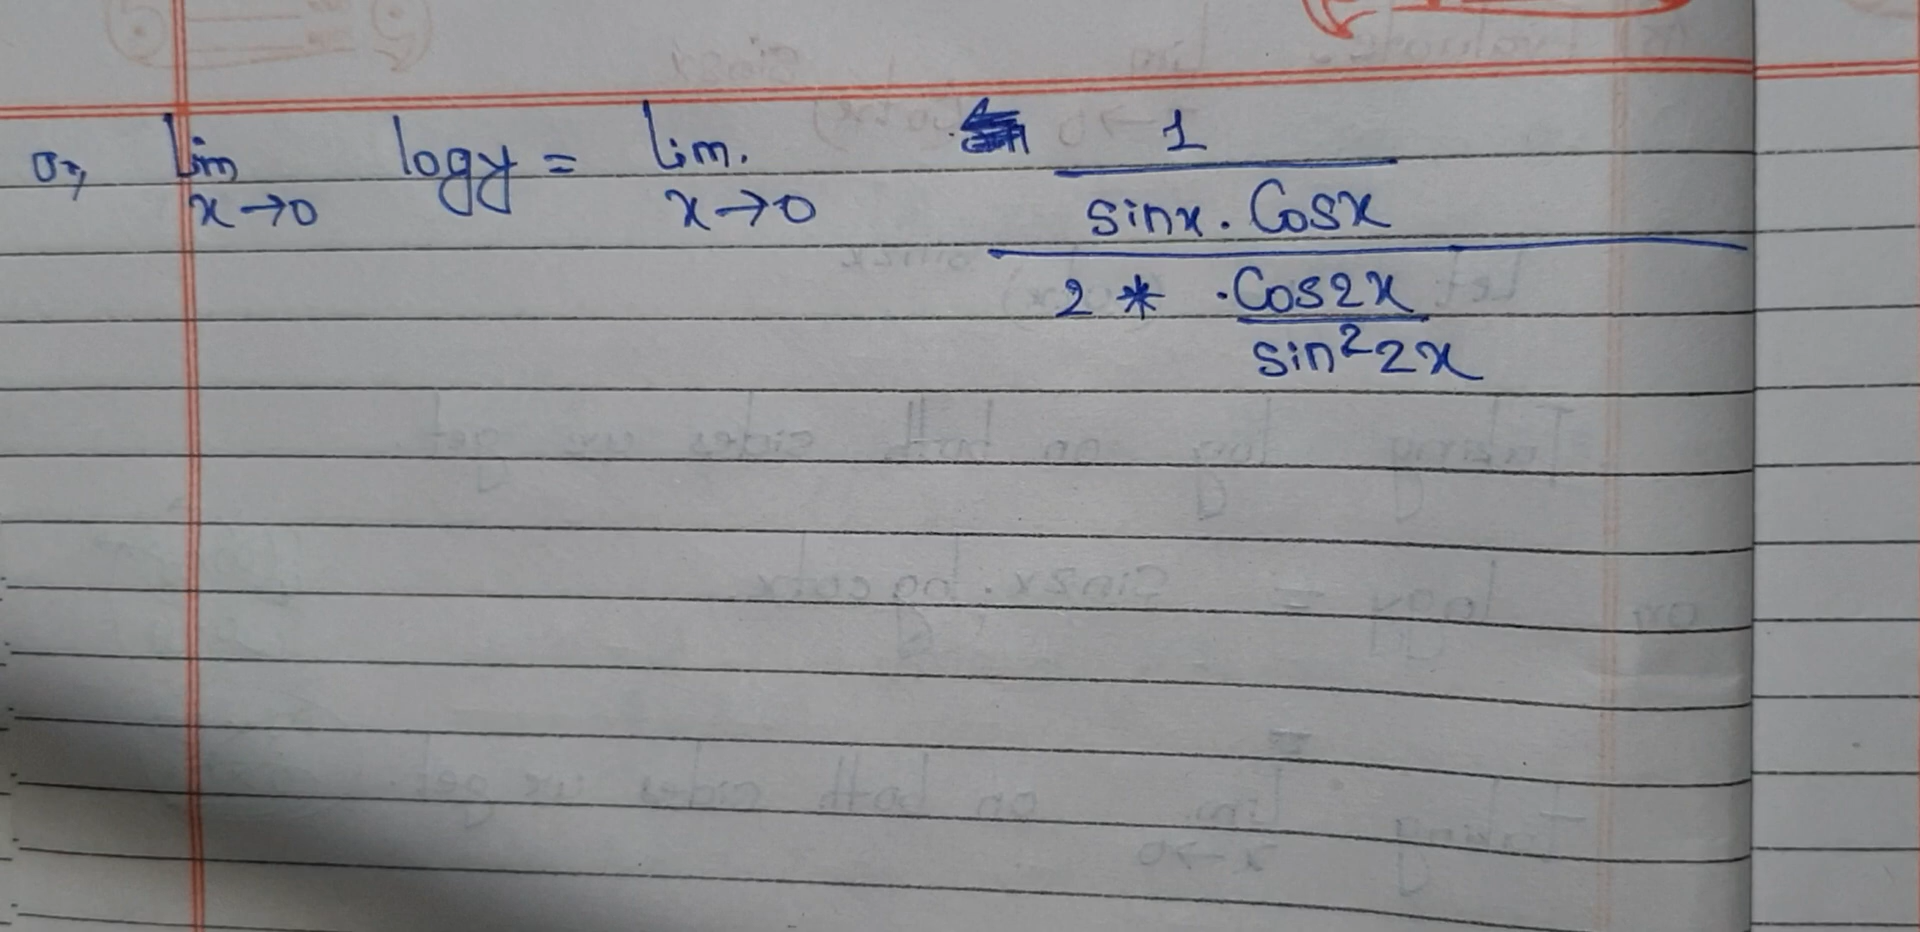 or, lim log y = lim. 1
x→0 x→0 sinx. Cosx
2 * .Cos2x
sin²2x